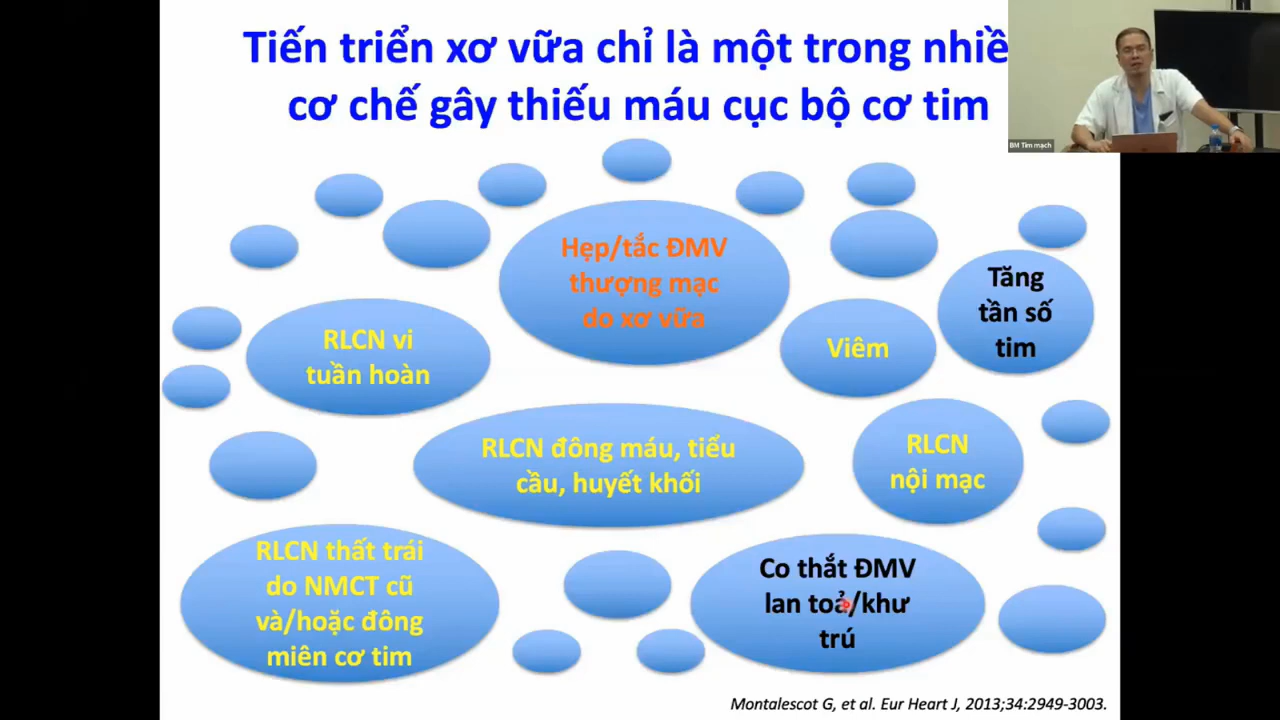 Tiến triển xơ vữa chỉ là một trong nhiề
cơ chế gây thiếu máu cục bộ cơ tim
BM Tim mạch
Hẹp/tắc ĐMV
thượng mạc
do xơ vữa
Tăng
tần số
tim
RLCN vi
tuần hoàn
Viêm
RLCN đông máu, tiểu
cầu, huyết khối
RLCN
nội mạc
RLCN thất trái
do NMCT cũ
và/hoặc đông
miên cơ tim
Co thắt ĐMV
lan toả/khư
trú
Montalescot G, et al. Eur Heart J, 2013;34:2949-3003.